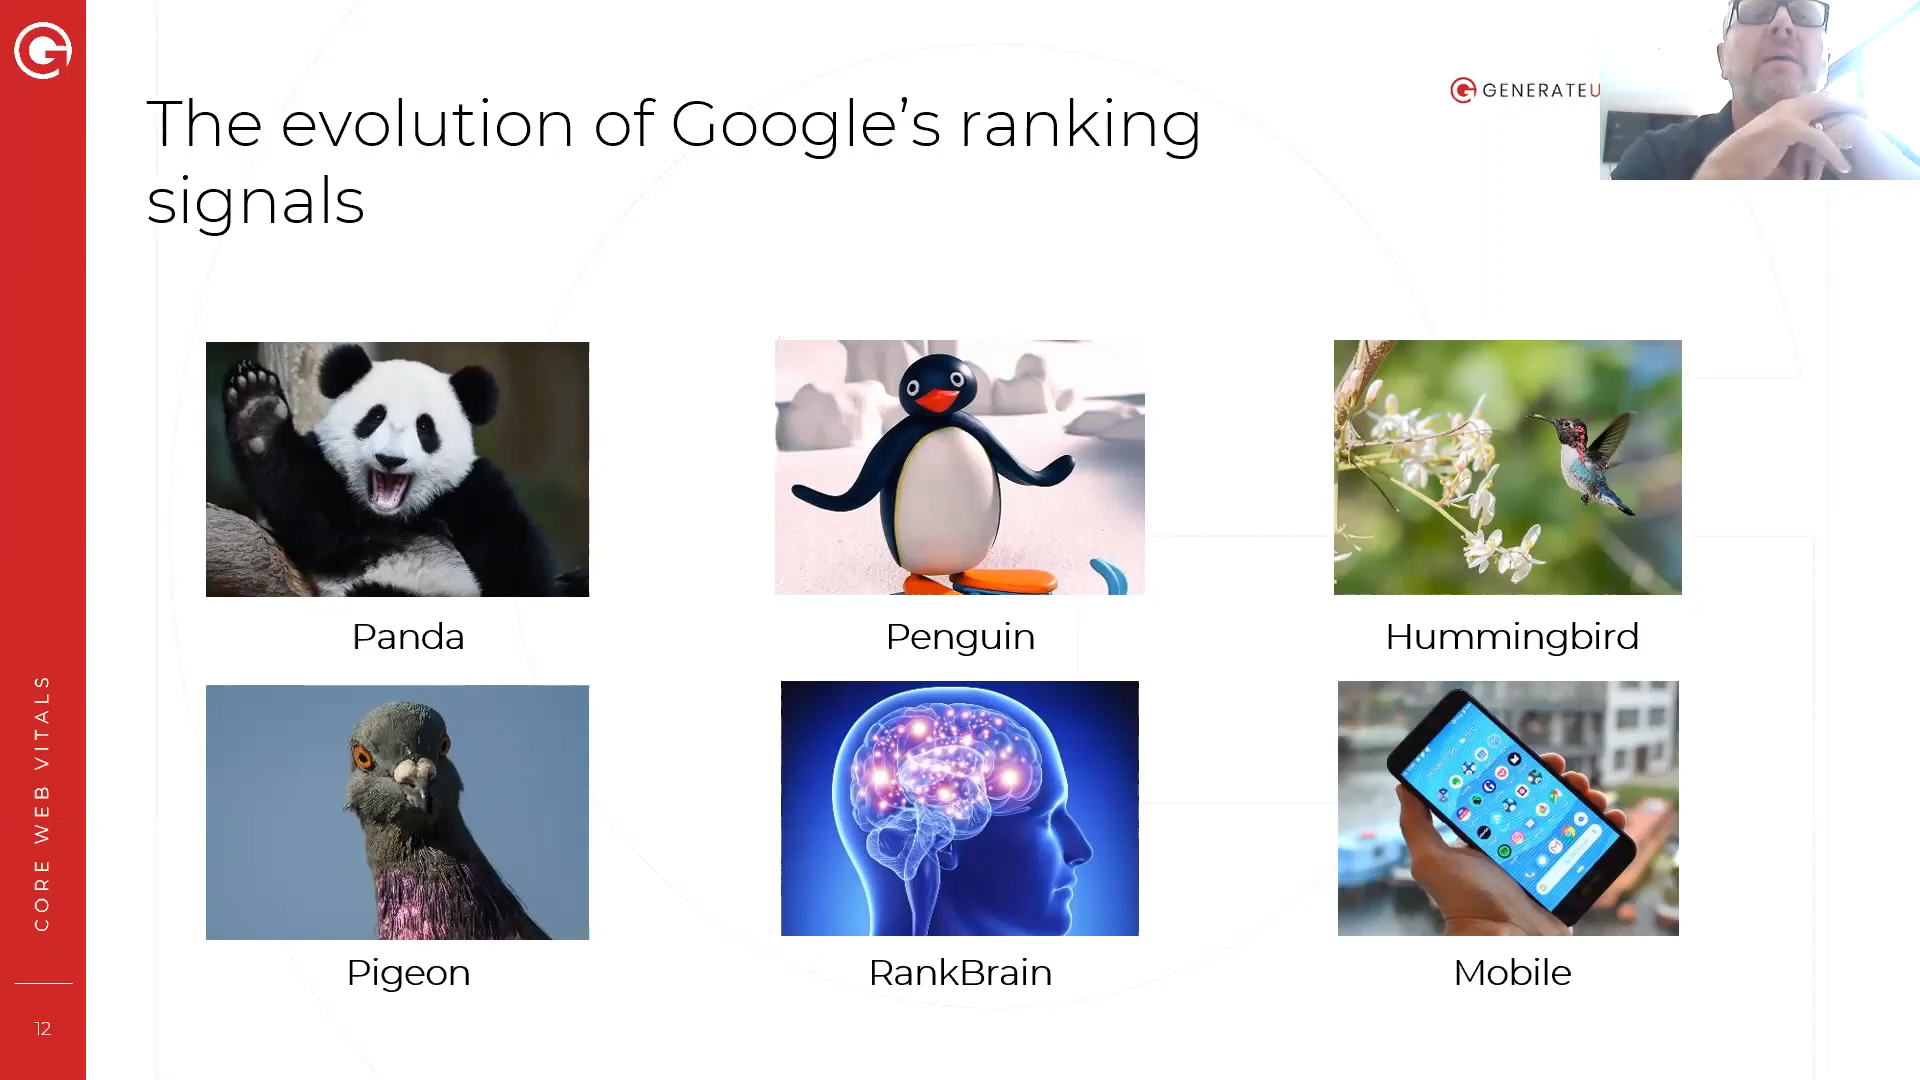 The evolution of Google’s ranking
signals
GENERATEU
Panda
Penguin
Hummingbird
Pigeon
RankBrain
Mobile
CORE WEB VITALS
12